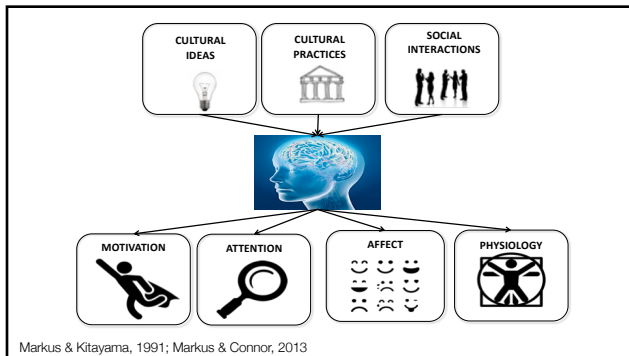 CULTURAL
IDEAS
CULTURAL
PRACTICES
SOCIAL
INTERACTIONS
MOTIVATION
ATTENTION
AFFECT
PHYSIOLOGY
Markus & Kitayama, 1991; Markus & Connor, 2013